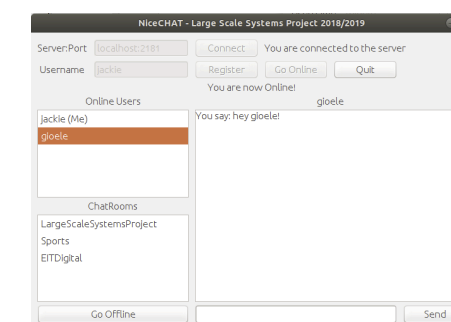 NiceCHAT - Large Scale Systems Project 2018/2019
Server:Port localhost:2181 Connect You are connected to the server
Username jackie Register Go Online Quit
You are now Online!
Online Users gioele
jackie (Me) You say: hey gioele!
gioele
ChatRooms
LargeScaleSystemsProject
Sports
EITDigital
Go Offline Send